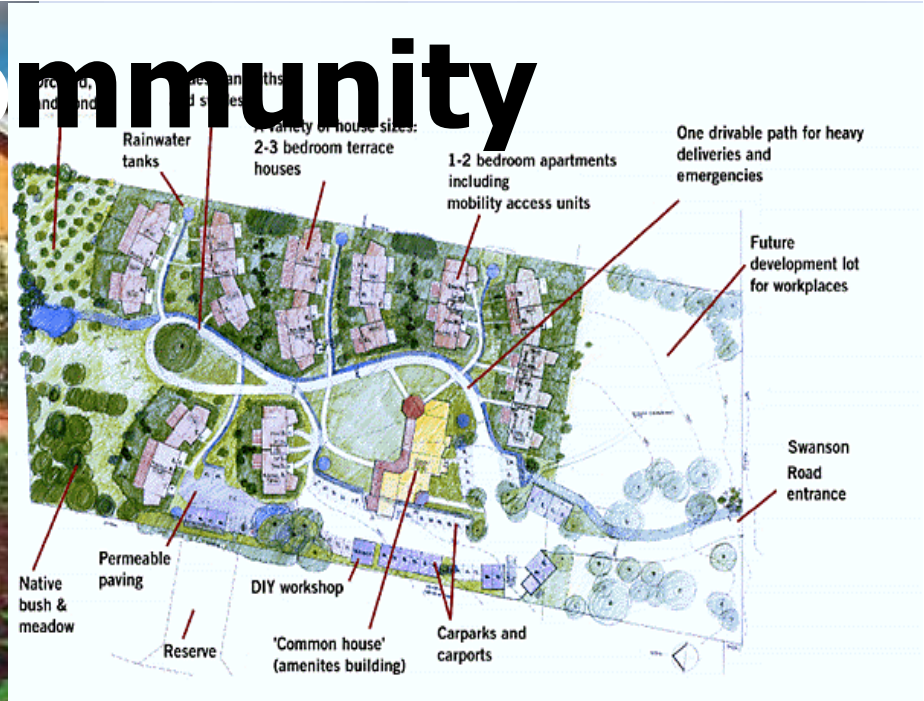 mmunity
Rainwater
tanks
A variety of house sizes:
2-3 bedroom terrace
houses
1-2 bedroom apartments
including
mobility access units
One drivable path for heavy
deliveries and
emergencies
Future
development lot
for workplaces
Swanson
Road
entrance
Native
bush &
meadow
Permeable
paving
Reserve
DIY workshop
'Common house'
(amenites building)
Carparks and
carports